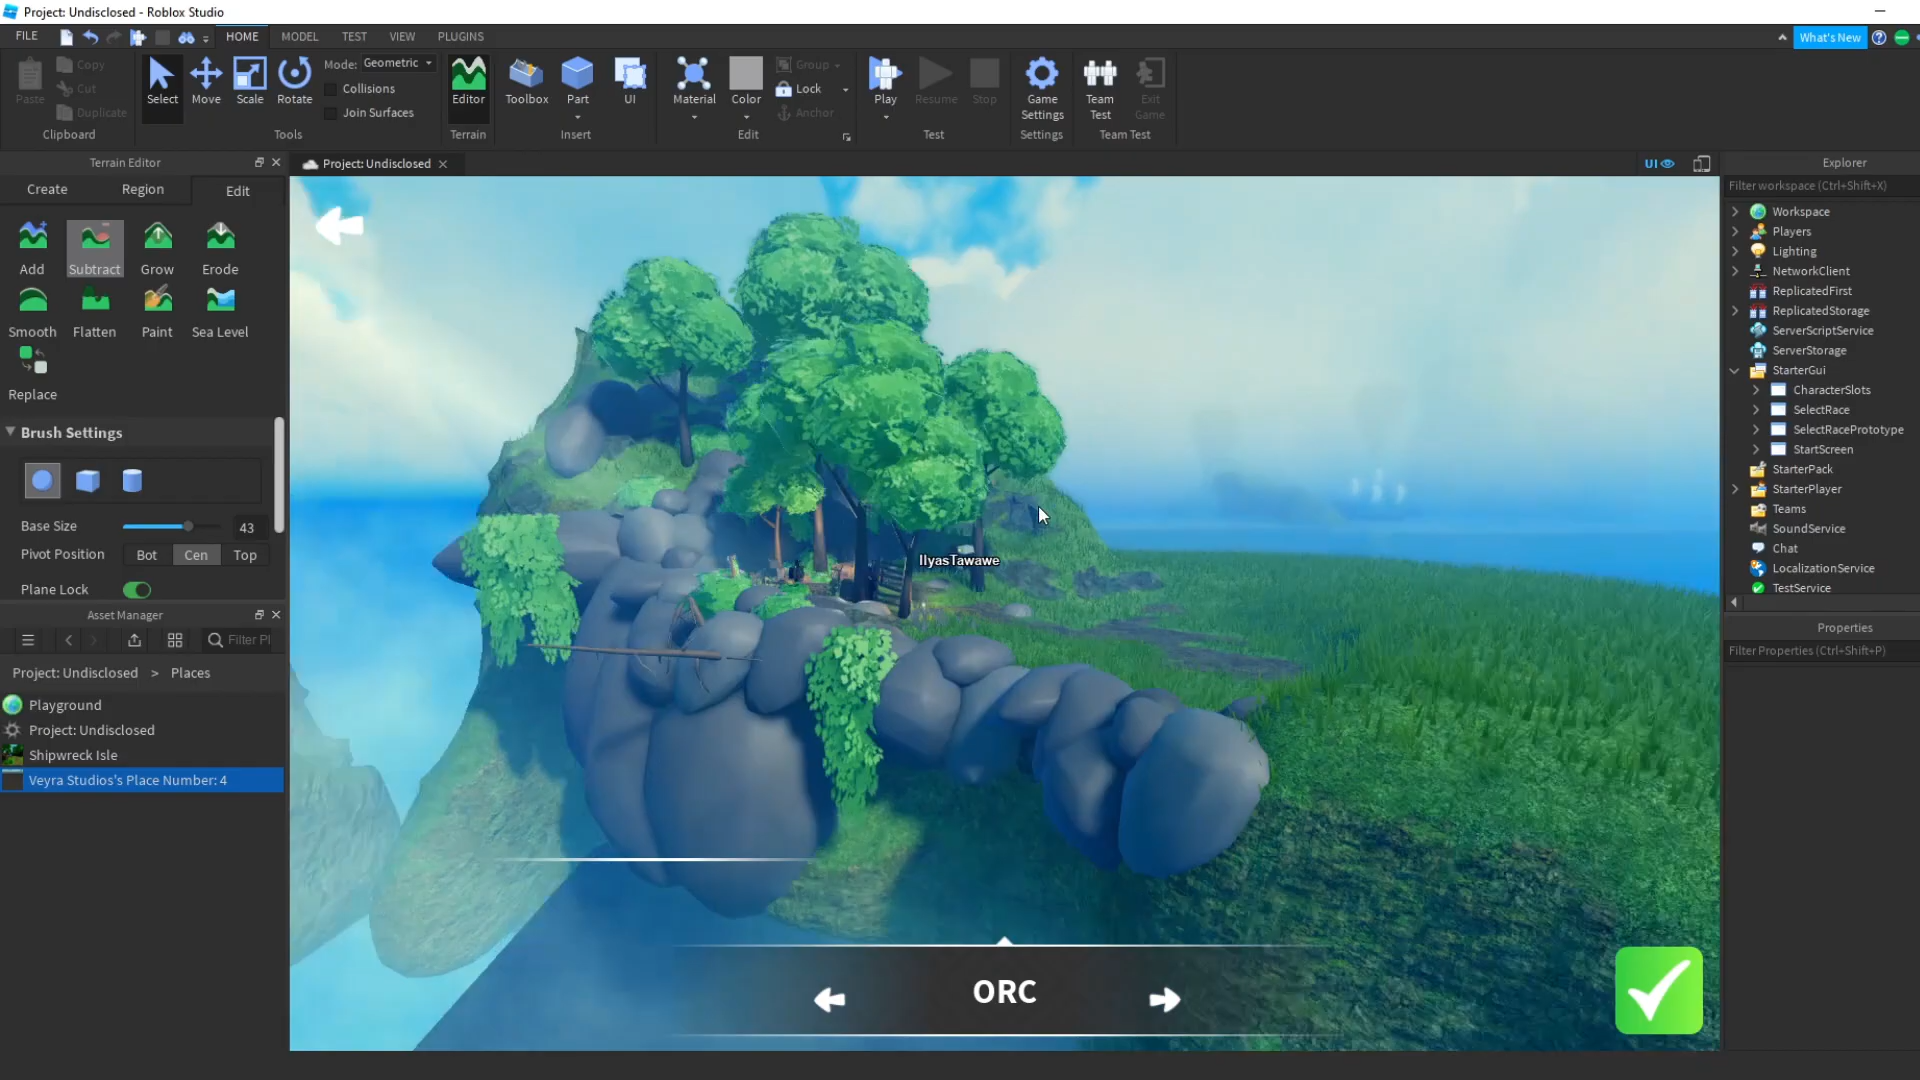 Project: Undisclosed - Roblox Studio
FILE HOME MODEL TEST VIEW PLUGINS What's New
Paste Copy Cut Duplicate Clipboard
Select Move Scale Rotate Mode: Geometric Collisions Join Surfaces Tools
Editor Terrain
Toolbox Part UI Insert
Material Color Group Lock Anchor Edit
Play Resume Stop Test
Game Settings Settings
Team Test Exit Game Team Test
Terrain Editor
Create Region Edit
Add Subtract Grow Erode
Smooth Flatten Paint Sea Level
Replace
Brush Settings
Base Size 43
Pivot Position Bot Cen Top
Plane Lock
Asset Manager
Filter Pl
Project: Undisclosed > Places
Playground
Project: Undisclosed
Shipwreck Isle
Veyra Studios's Place Number: 4
Project: Undisclosed
UI
IlyasTawawe
ORC
Explorer
Filter workspace (Ctrl+Shift+X)
Workspace
Players
Lighting
NetworkClient
ReplicatedFirst
ReplicatedStorage
ServerScriptService
ServerStorage
StarterGui
CharacterSlots
SelectRace
SelectRacePrototype
StartScreen
StarterPack
StarterPlayer
Teams
SoundService
Chat
LocalizationService
TestService
Properties
Filter Properties (Ctrl+Shift+P)